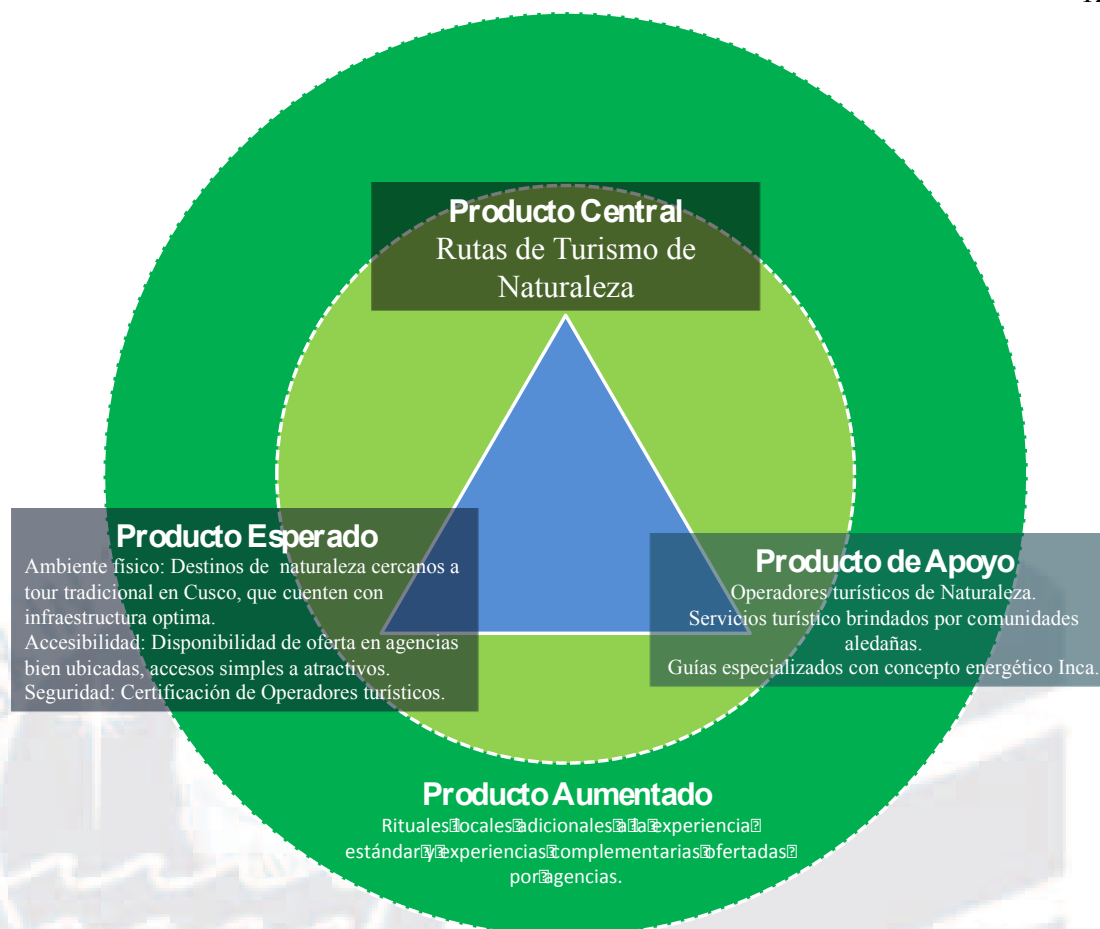 Producto Central
Rutas de Turismo de
Naturaleza
Producto Esperado
Ambiente físico: Destinos de naturaleza cercanos a
tour tradicional en Cusco, que cuenten con
infraestructura optima.
Accesibilidad: Disponibilidad de oferta en agencias
bien ubicadas, accesos simples a atractivos.
Seguridad: Certificación de Operadores turísticos.
Producto de Apoyo
Operadores turísticos de Naturaleza.
Servicios turístico brindados por comunidades
aledañas.
Guías especializados con concepto energético Inca.
Producto Aumentado
Rituales locales adicionales a la experiencia
estándar y experiencias complementarias ofertadas
por agencias.